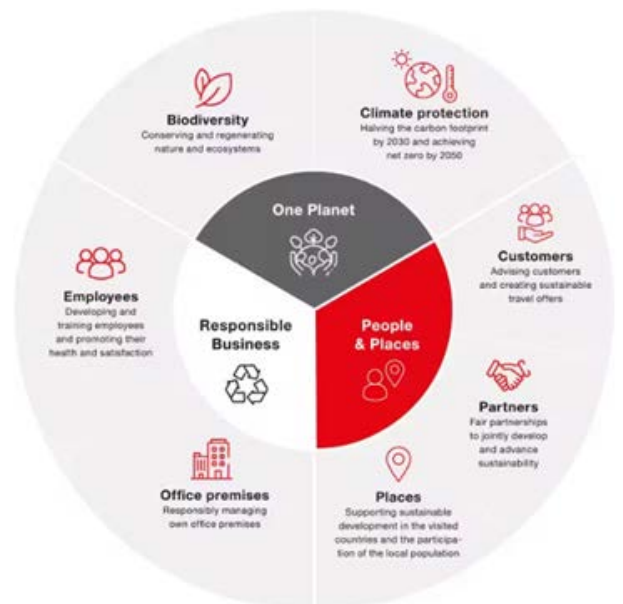 Biodiversity
Conserving and regenerating
nature and ecosystems
Climate protection
Halving the carbon footprint
by 2030 and achieving
net zero by 2050
One Planet
Customers
Advising customers
and creating sustainable
travel offers
Employees
Developing and
training employees
and promoting their
health and satisfaction
Responsible
Business
People
& Places
Partners
Fair partnerships
to jointly develop
and advance
sustainability
Office premises
Responsibly managing
own office premises
Places
Supporting sustainable
development in the visited
countries and the participa-
tion of the local population